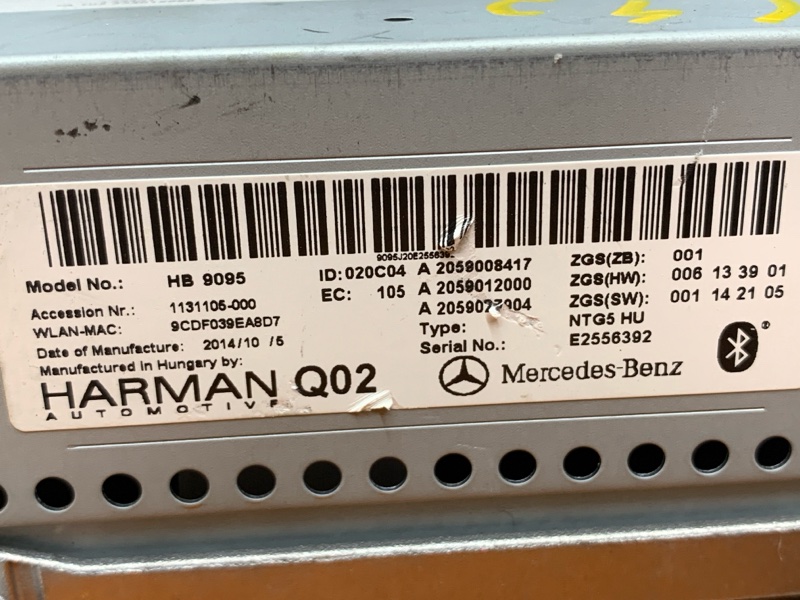 9095J20E2556392
Model No.: HB 9095
ID:020C04 A 2059008417 ZGS(ZB): 001
EC: 105 A 2059012000 ZGS(HW): 006 13 39 01
Accession Nr.: 1131105-000
A ZGS(SW): 001 14 21 05
WLAN-MAC: 9CDF039EA8D7
Type: NTG5 HU
Date of Manufacture: 2014/10 /5
Serial No.: E2556392
Manufactured in Hungary by:
HARMAN Q02
AUTOMOTIVE
Mercedes-Benz